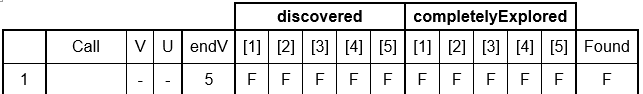 discovered completelyExplored
Call V U endV [1] [2] [3] [4] [5] [1] [2] [3] [4] [5] Found
1 - - 5 F F F F F F F F F F F